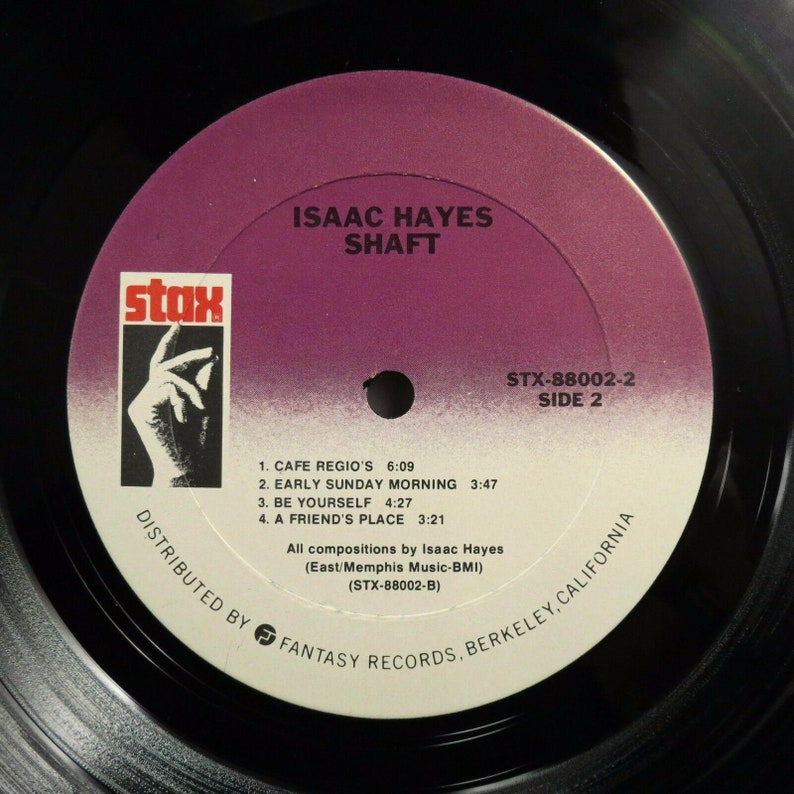 ISAAC HAYES
SHAFT
stax®
STX-88002-2
SIDE 2
1. CAFE REGIO'S 6:09
2. EARLY SUNDAY MORNING 3:47
3. BE YOURSELF 4:27
4. A FRIEND'S PLACE 3:21
All compositions by Isaac Hayes
(East/Memphis Music-BMI)
(STX-88002-B)
DISTRIBUTED BY FANTASY RECORDS, BERKELEY, CALIFORNIA